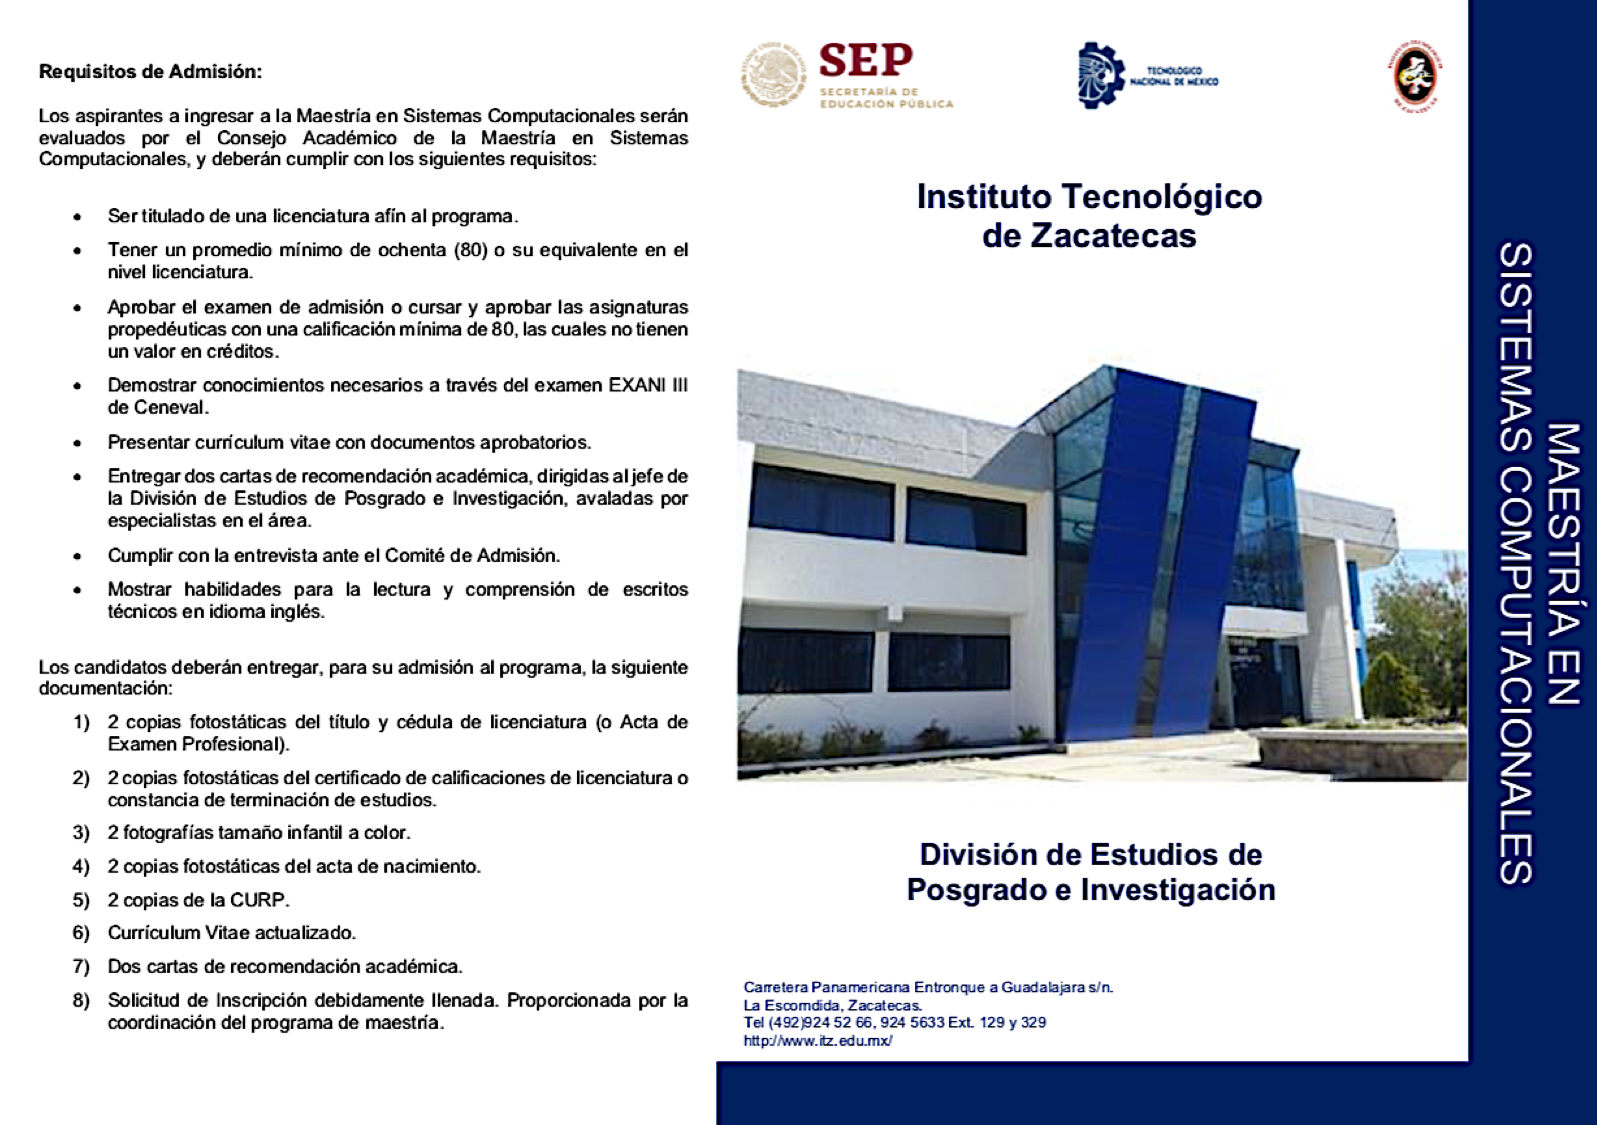 Requisitos de Admisión:
Los aspirantes a ingresar a la Maestría en Sistemas Computacionales serán
evaluados por el Consejo Académico de la Maestría en Sistemas
Computacionales, y deberán cumplir con los siguientes requisitos:
• Ser titulado de una licenciatura afín al programa.
• Tener un promedio mínimo de ochenta (80) o su equivalente en el
nivel licenciatura.
• Aprobar el examen de admisión o cursar y aprobar las asignaturas
propedéuticas con una calificación mínima de 80, las cuales no tienen
un valor en créditos.
• Demostrar conocimientos necesarios a través del examen EXANI III
de Ceneval.
• Presentar currículum vitae con documentos aprobatorios.
• Entregar dos cartas de recomendación académica, dirigidas al jefe de
la División de Estudios de Posgrado e Investigación, avaladas por
especialistas en el área.
• Cumplir con la entrevista ante el Comité de Admisión.
• Mostrar habilidades para la lectura y comprensión de escritos
técnicos en idioma inglés.
Los candidatos deberán entregar, para su admisión al programa, la siguiente
documentación:
1) 2 copias fotostáticas del título y cédula de licenciatura (o Acta de
Examen Profesional).
2) 2 copias fotostáticas del certificado de calificaciones de licenciatura o
constancia de terminación de estudios.
3) 2 fotografías tamaño infantil a color.
4) 2 copias fotostáticas del acta de nacimiento.
5) 2 copias de la CURP.
6) Currículum Vitae actualizado.
7) Dos cartas de recomendación académica.
8) Solicitud de Inscripción debidamente llenada. Proporcionada por la
coordinación del programa de maestría.
SEP
SECRETARÍA DE
EDUCACIÓN PÚBLICA
TECNOLÓGICO
NACIONAL DE MÉXICO
Instituto Tecnológico
de Zacatecas
División de Estudios de
Posgrado e Investigación
Carretera Panamericana Entronque a Guadalajara s/n.
La Escomdida, Zacatecas.
Tel (492)924 52 66, 924 5633 Ext. 129 y 329
http://www.itz.edu.mx/
MAESTRÍA EN
SISTEMAS COMPUTACIONALES